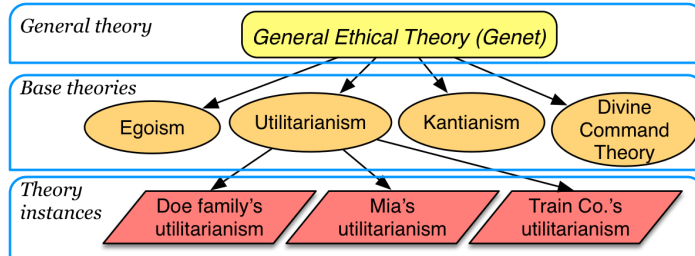 General theory
General Ethical Theory (Genet)
Base theories
Egoism
Utilitarianism
Kantianism
Divine
Command
Theory
Theory
instances
Doe family's
utilitarianism
Mia's
utilitarianism
Train Co.'s
utilitarianism